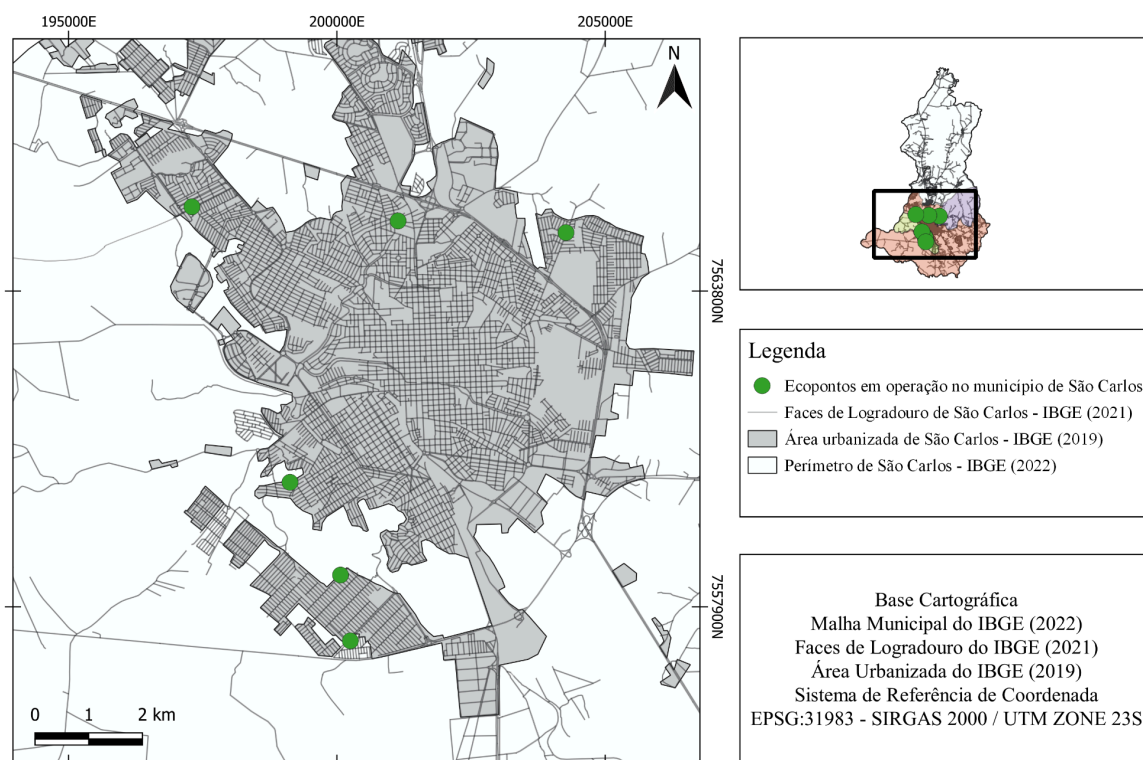 195000E
200000E
205000E
N
7563800N
7557900N
0 1 2 km
Legenda
Ecopontos em operação no município de São Carlos
Faces de Logradouro de São Carlos - IBGE (2021)
Área urbanizada de São Carlos - IBGE (2019)
Perímetro de São Carlos - IBGE (2022)
Base Cartográfica
Malha Municipal do IBGE (2022)
Faces de Logradouro do IBGE (2021)
Área Urbanizada do IBGE (2019)
Sistema de Referência de Coordenada
EPSG:31983 - SIRGAS 2000 / UTM ZONE 23S